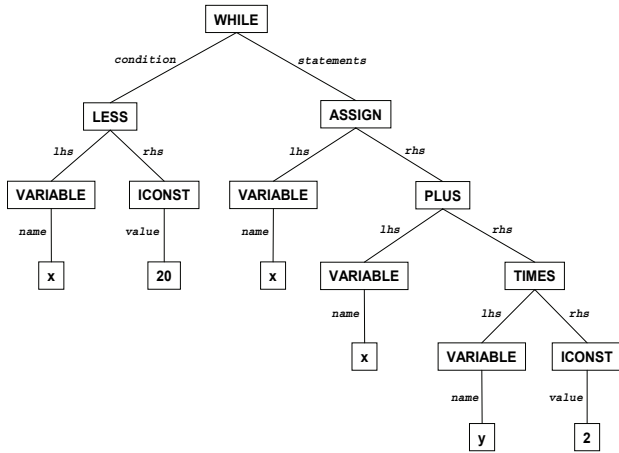 WHILE
condition statements
LESS ASSIGN
lhs rhs lhs rhs
VARIABLE ICONST VARIABLE PLUS
name value name lhs rhs
x 20 x VARIABLE TIMES
name lhs rhs
x VARIABLE ICONST
name value
y 2